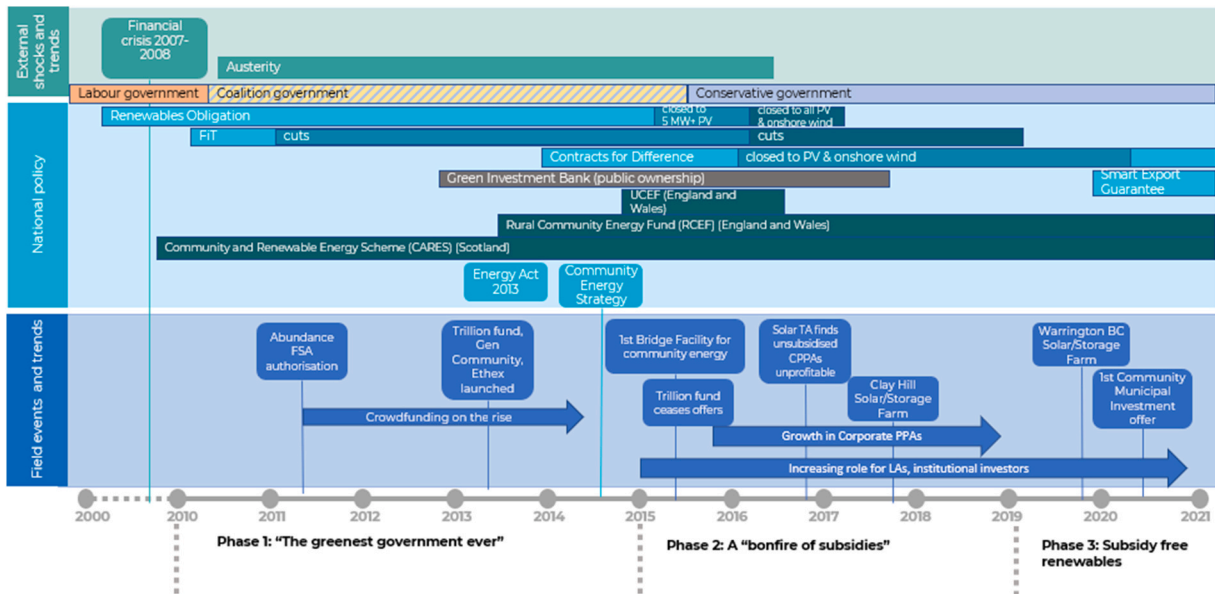 External
shocks and
trends
Financial
crisis 2007-
2008
Austerity
Labour government
Coalition government
Conservative government
National policy
Renewables Obligation
closed to
5 MW+ PV
closed to all PV
& onshore wind
FiT
cuts
cuts
Contracts for Difference
closed to PV & onshore wind
Green Investment Bank (public ownership)
Smart Export
Guarantee
UCEF (England and
Wales)
Rural Community Energy Fund (RCEF) (England and Wales)
Community and Renewable Energy Scheme (CARES) (Scotland)
Energy Act
2013
Community
Energy
Strategy
Field events and trends
Abundance
FSA
authorisation
Trillion fund,
Gen
Community,
Ethex
launched
1st Bridge Facility for
community energy
Solar TA finds
unsubsidised
CPPAs
unprofitable
Warrington BC
Solar/Storage
Farm
Trillion fund
ceases offers
Clay Hill
Solar/Storage
Farm
1st Community
Municipal
Investment
offer
Crowdfunding on the rise
Growth in Corporate PPAs
Increasing role for LAs, institutional investors
2000
2010
2011
2012
2013
2014
2015
2016
2017
2018
2019
2020
2021
Phase 1: “The greenest government ever”
Phase 2: A “bonfire of subsidies”
Phase 3: Subsidy free
renewables